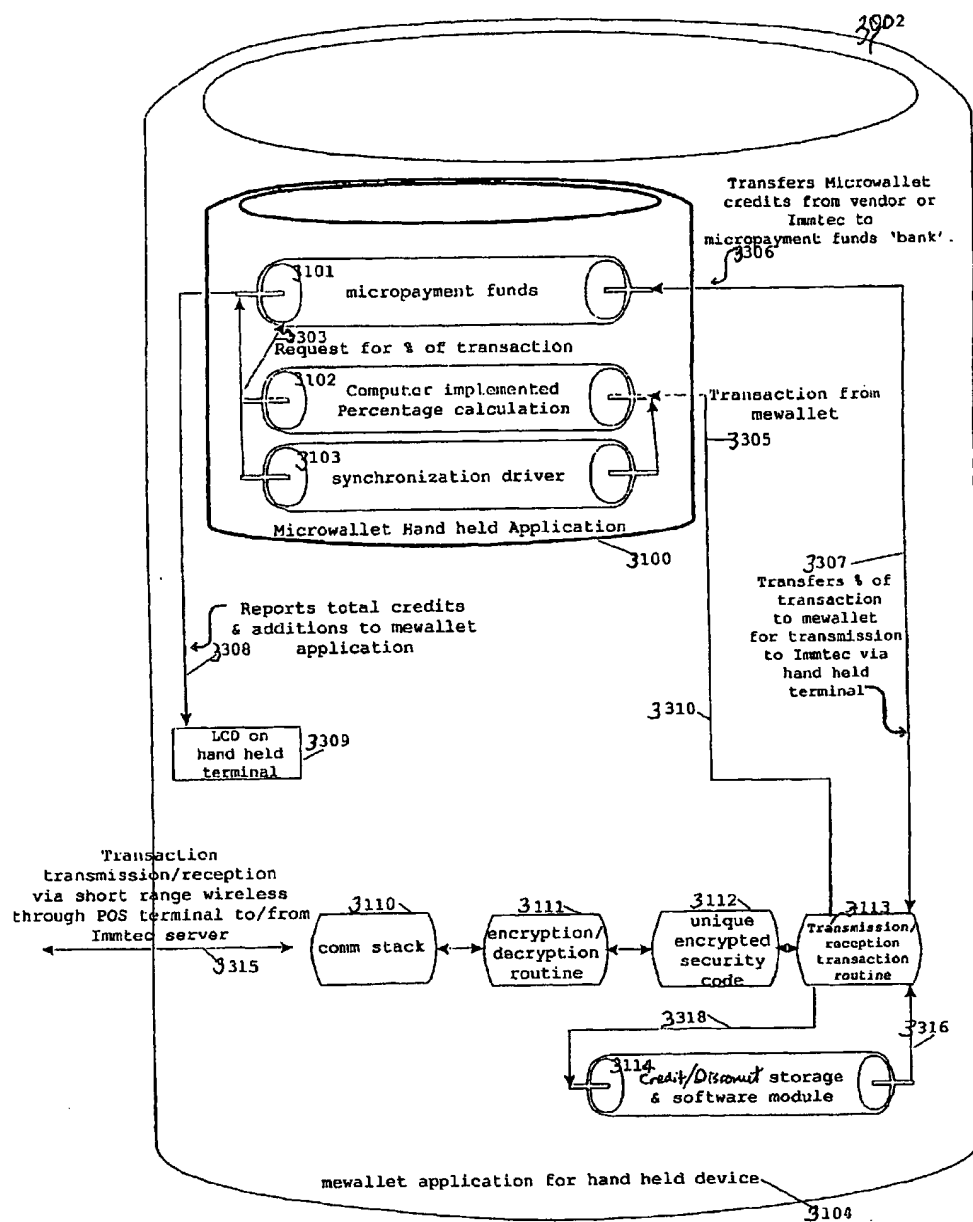 3002
Transfers Microwallet
credits from vendor or
Immtec to
micropayment funds 'bank'.
3306
3101
micropayment funds
3303
Request for % of transaction
3102
Computer implemented
Percentage calculation
Transaction from
mewallet
3305
3103
synchronization driver
Microwallet Hand held Application
3100
3307
Transfers % of
transaction
to mewallet
for transmission
to Immtec via
hand held
terminal
Reports total credits
& additions to mewallet
application
3308
3310
LCD on
hand held
terminal
3309
Transaction
transmission/reception
via short range wireless
through POS terminal to/from
Immtec server
3315
3110
comm stack
3111
encryption/
decryption
routine
3112
unique
encrypted
security
code
3113
Transmission/
reception
transaction
routine
3318
3316
3114
Credit/Discount storage
& software module
mewallet application for hand held device
3104